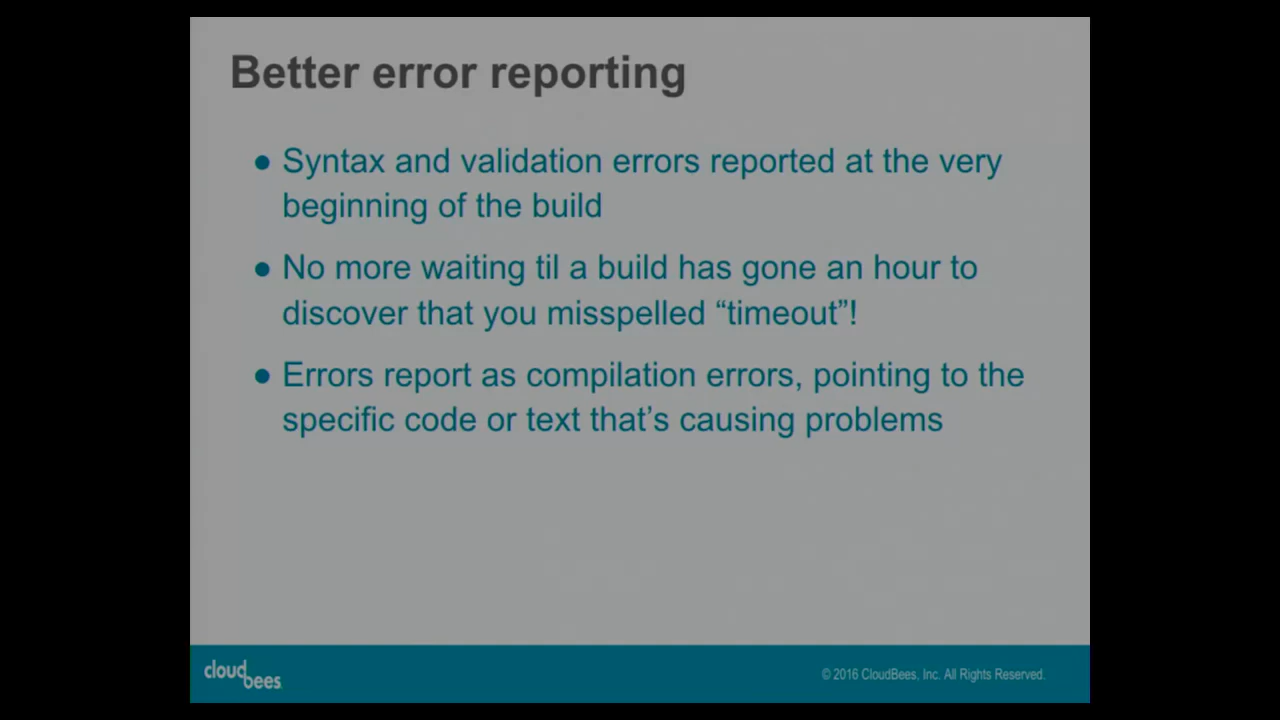 Better error reporting
● Syntax and validation errors reported at the very
beginning of the build
● No more waiting til a build has gone an hour to
discover that you misspelled “timeout”!
● Errors report as compilation errors, pointing to the
specific code or text that’s causing problems
cloudbees
© 2016 CloudBees, Inc. All Rights Reserved.